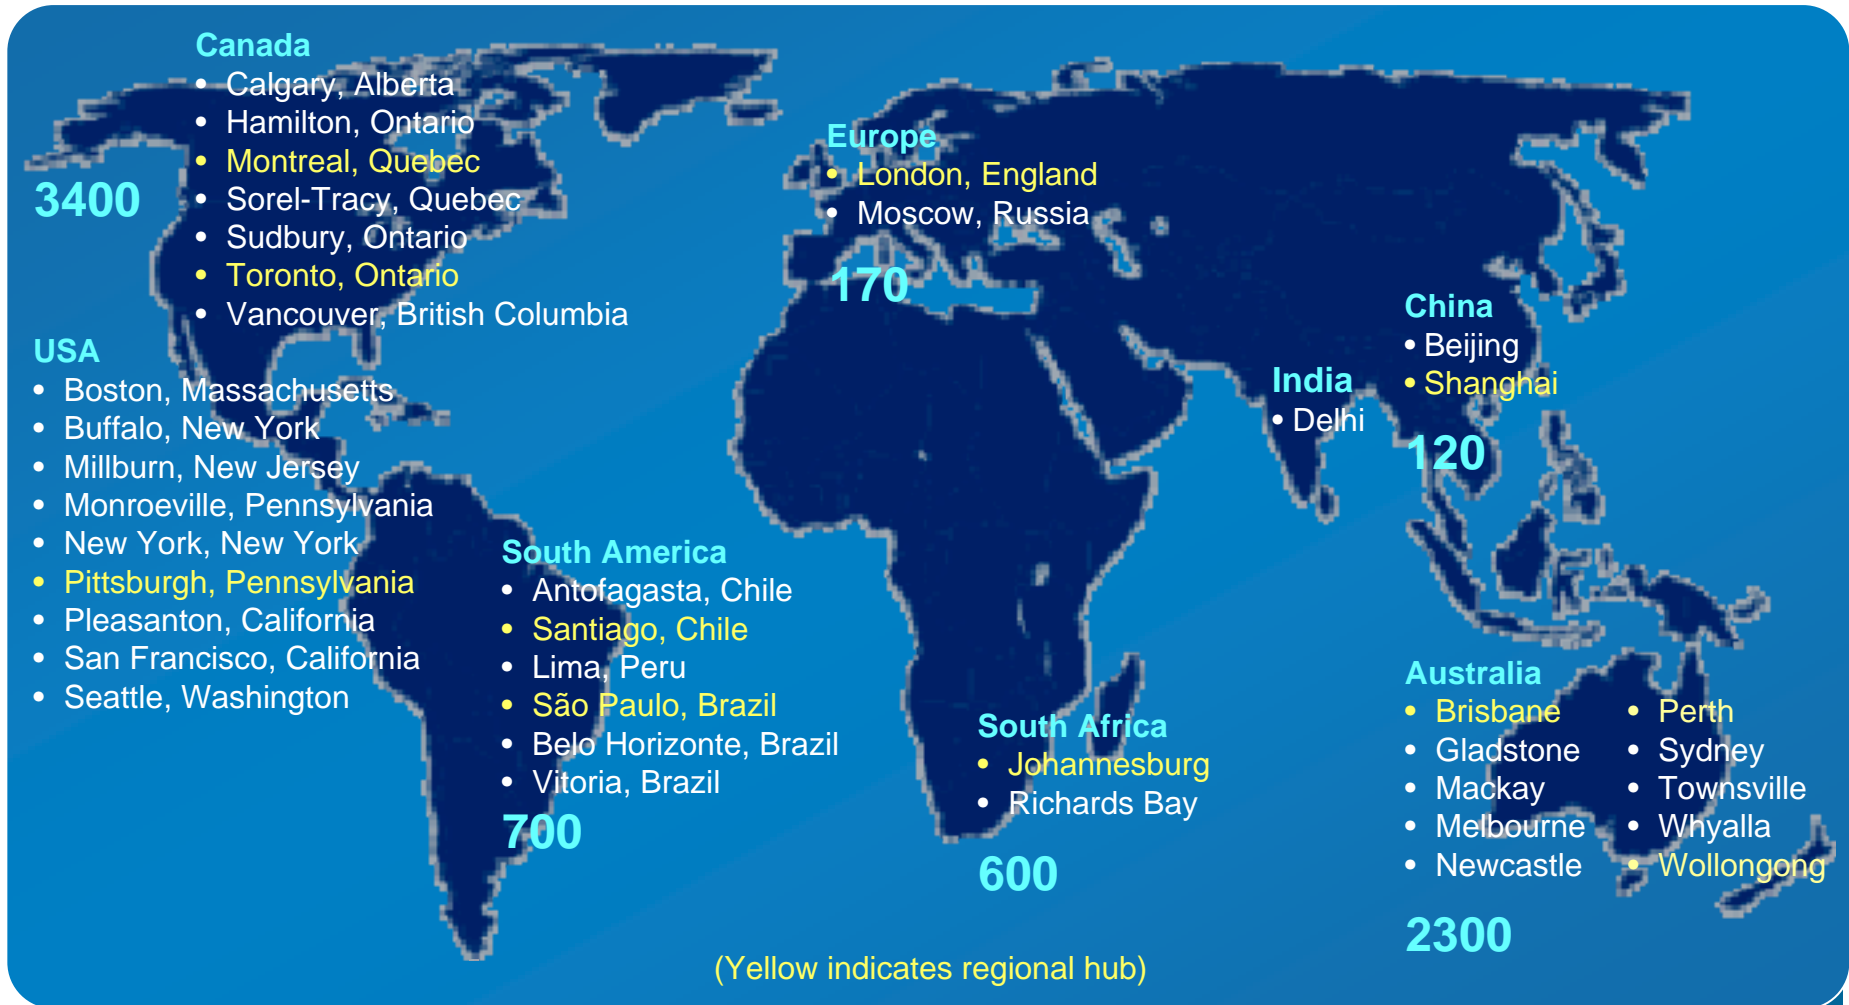 Canada
• Calgary, Alberta
• Hamilton, Ontario
• Montreal, Quebec
• Sorel-Tracy, Quebec
• Sudbury, Ontario
• Toronto, Ontario
• Vancouver, British Columbia
3400
USA
• Boston, Massachusetts
• Buffalo, New York
• Millburn, New Jersey
• Monroeville, Pennsylvania
• New York, New York
• Pittsburgh, Pennsylvania
• Pleasanton, California
• San Francisco, California
• Seattle, Washington
South America
• Antofagasta, Chile
• Santiago, Chile
• Lima, Peru
• São Paulo, Brazil
• Belo Horizonte, Brazil
• Vitoria, Brazil
700
Europe
• London, England
• Moscow, Russia
170
South Africa
• Johannesburg
• Richards Bay
600
India
• Delhi
China
• Beijing
• Shanghai
120
Australia
• Brisbane
• Gladstone
• Mackay
• Melbourne
• Newcastle
• Perth
• Sydney
• Townsville
• Whyalla
• Wollongong
2300
(Yellow indicates regional hub)